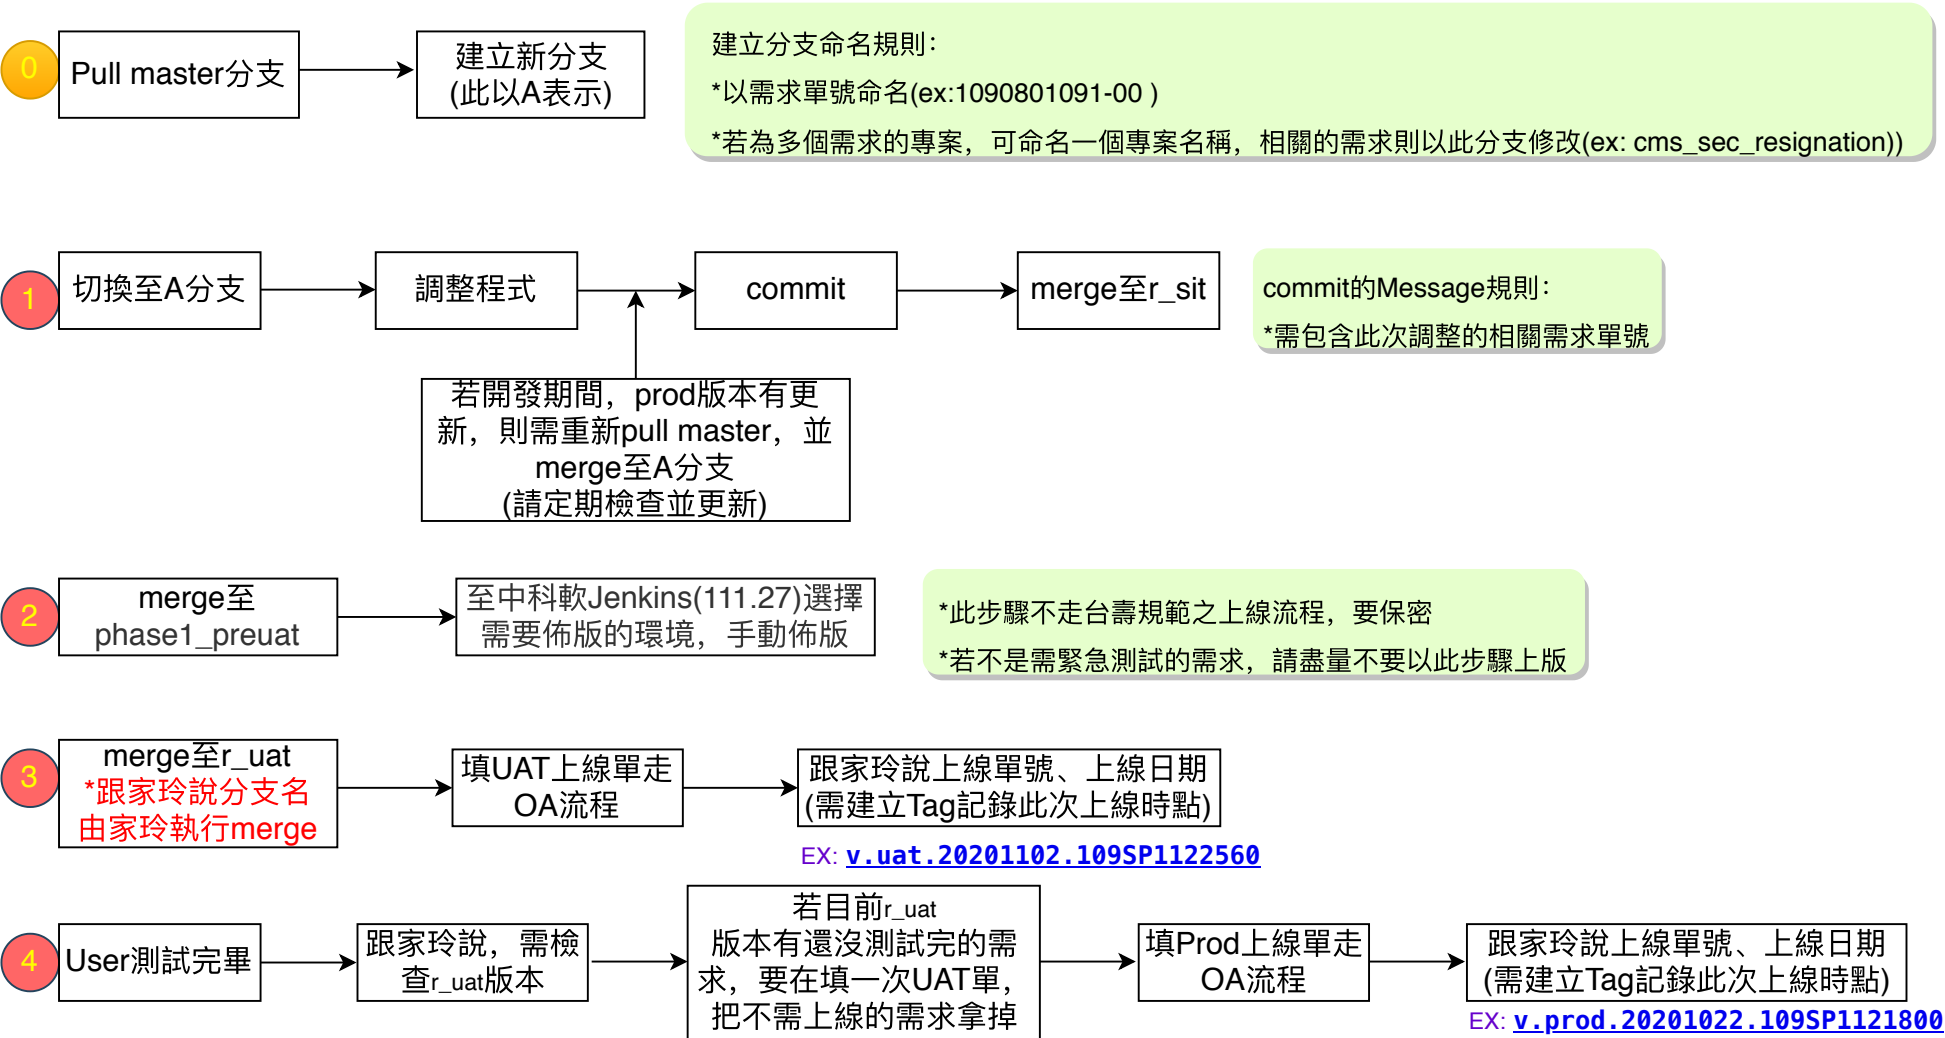 0
Pull master分支
建立新分支
(此以A表示)
建立分支命名規則：
*以需求單號命名(ex:1090801091-00 )
*若為多個需求的專案，可命名一個專案名稱，相關的需求則以此分支修改(ex: cms_sec_resignation))
1
切換至A分支
調整程式
commit
merge至r_sit
commit的Message規則：
*需包含此次調整的相關需求單號
若開發期間，prod版本有更
新，則需重新pull master，並
merge至A分支
(請定期檢查並更新)
2
merge至
phase1_preuat
至中科軟Jenkins(111.27)選擇
需要佈版的環境，手動佈版
*此步驟不走台壽規範之上線流程，要保密
*若不是需緊急測試的需求，請盡量不要以此步驟上版
3
merge至r_uat
*跟家玲說分支名
由家玲執行merge
填UAT上線單走
OA流程
跟家玲說上線單號、上線日期
(需建立Tag記錄此次上線時點)
EX: v.uat.20201102.109SP1122560
4
User測試完畢
跟家玲說，需檢
查r_uat版本
若目前r_uat
版本有還沒測試完的需
求，要在填一次UAT單，
把不需上線的需求拿掉
填Prod上線單走
OA流程
跟家玲說上線單號、上線日期
(需建立Tag記錄此次上線時點)
EX: v.prod.20201022.109SP1121800